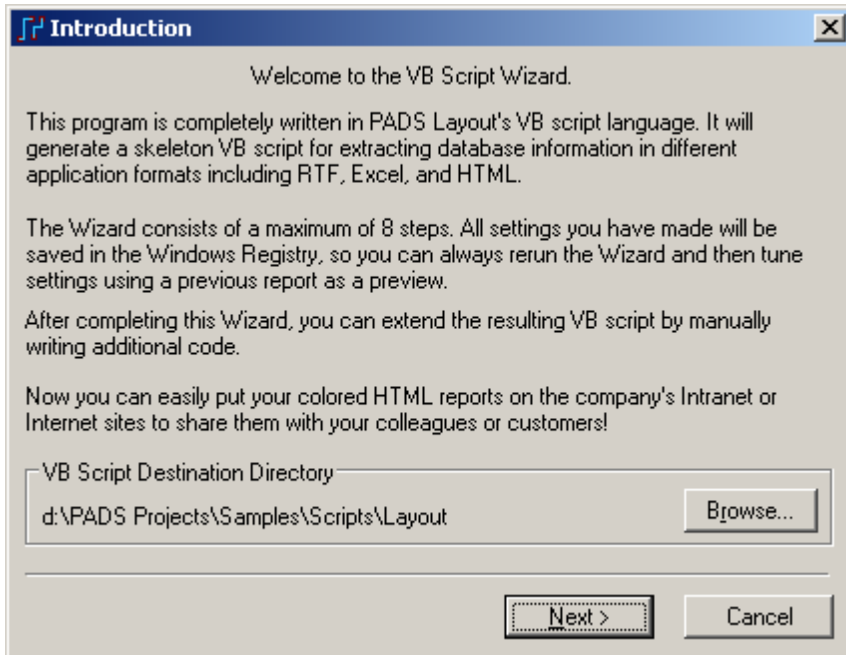 Introduction
Welcome to the VB Script Wizard.
This program is completely written in PADS Layout's VB script language. It will
generate a skeleton VB script for extracting database information in different
application formats including RTF, Excel, and HTML.
The Wizard consists of a maximum of 8 steps. All settings you have made will be
saved in the Windows Registry, so you can always rerun the Wizard and then tune
settings using a previous report as a preview.
After completing this Wizard, you can extend the resulting VB script by manually
writing additional code.
Now you can easily put your colored HTML reports on the company's Intranet or
Internet sites to share them with your colleagues or customers!
VB Script Destination Directory
d:\PADS Projects\Samples\Scripts\Layout
Browse...
Next >
Cancel